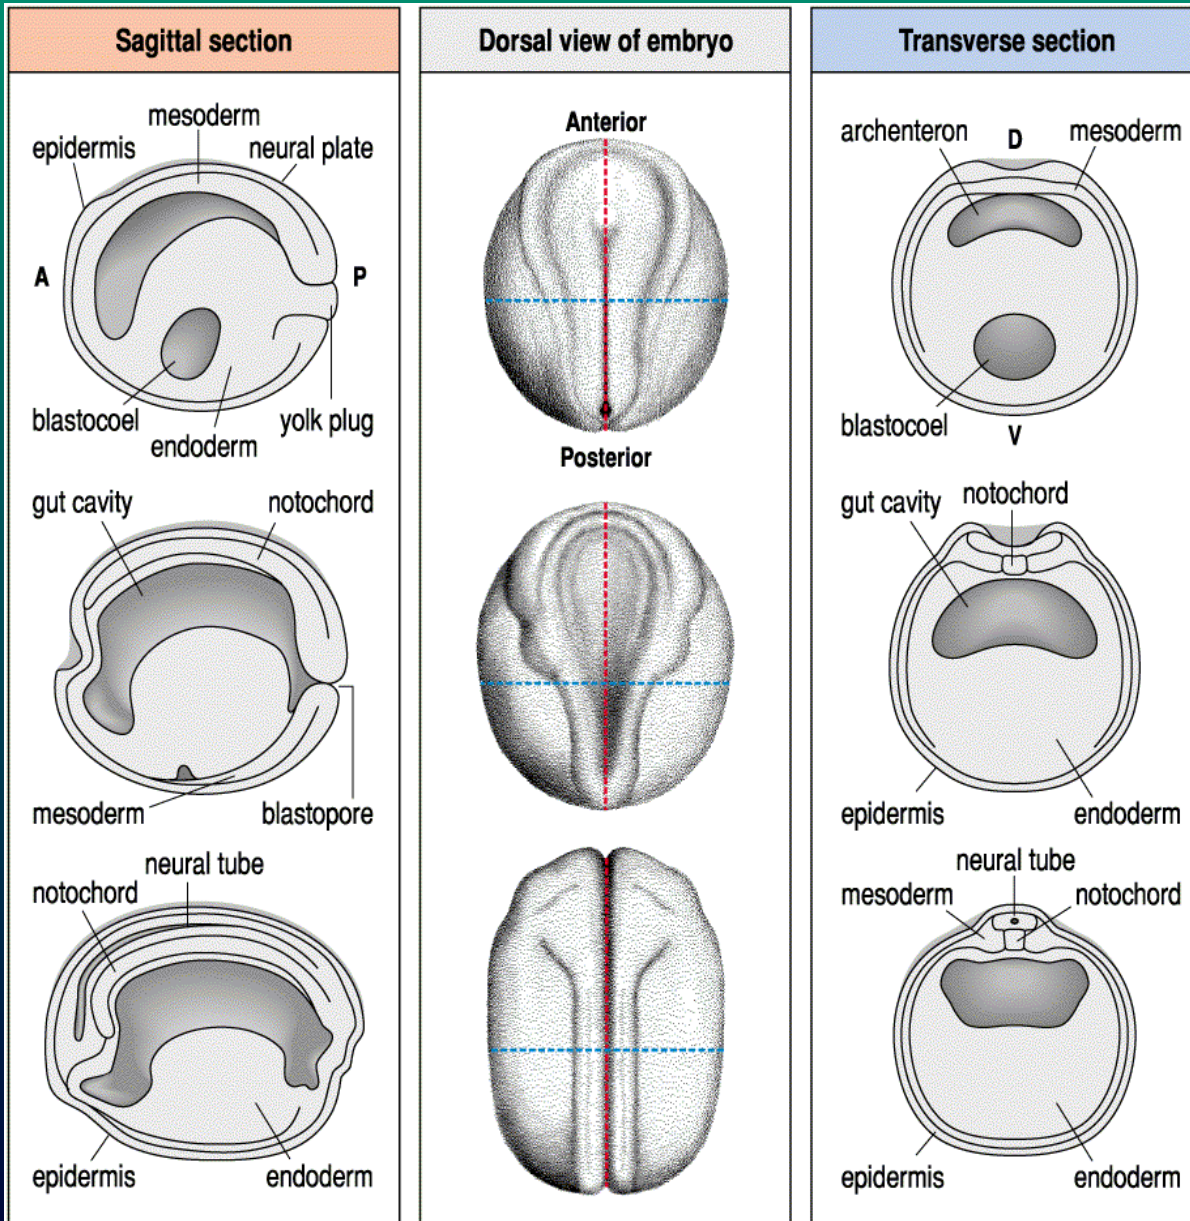 Sagittal section
Dorsal view of embryo
Transverse section
mesoderm
epidermis
neural plate
A
P
blastocoel
yolk plug
endoderm
Anterior
Posterior
archenteron
D
mesoderm
blastocoel
V
gut cavity
notochord
mesoderm
blastopore
gut cavity
notochord
epidermis
endoderm
neural tube
notochord
epidermis
endoderm
neural tube
mesoderm
notochord
epidermis
endoderm